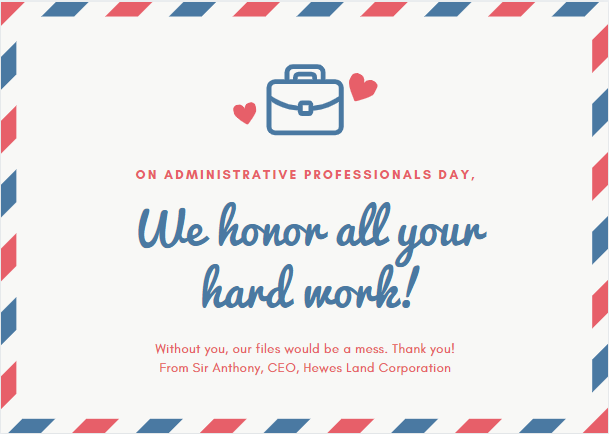 ON ADMINISTRATIVE PROFESSIONALS DAY,
We honor all your
hard work!
Without you, our files would be a mess. Thank you!
From Sir Anthony, CEO, Hewes Land Corporation